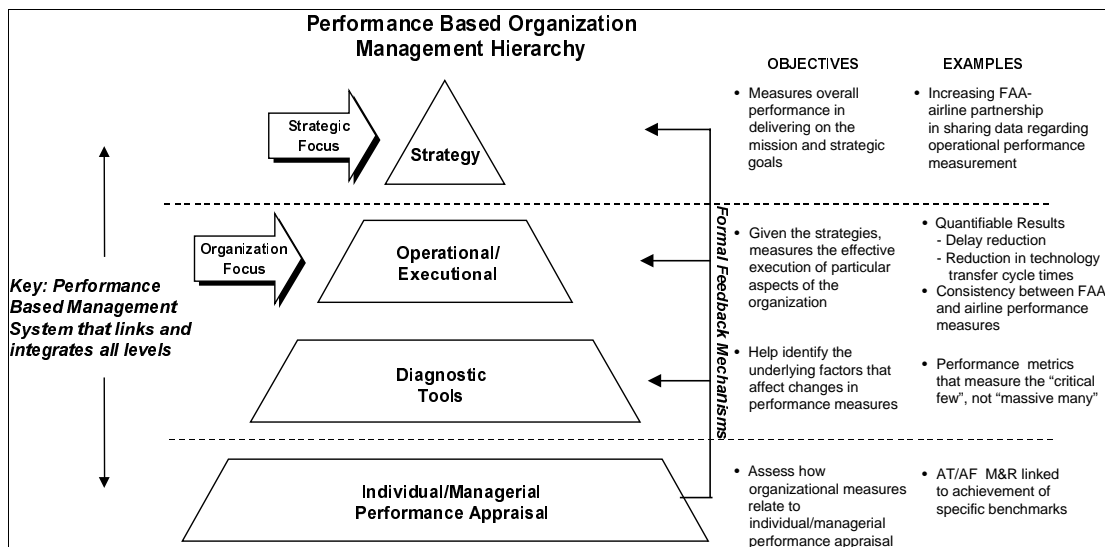 Performance Based Organization
Management Hierarchy
OBJECTIVES
EXAMPLES
Strategic
Focus
Strategy
• Measures overall
performance in
delivering on the
mission and strategic
goals
• Increasing FAA-
airline partnership
in sharing data regarding
operational performance
measurement
Organization
Focus
Operational/
Executional
• Given the strategies,
measures the effective
execution of particular
aspects of the
organization
• Quantifiable Results
- Delay reduction
- Reduction in technology
transfer cycle times
• Consistency between FAA
and airline performance
measures
Key: Performance
Based Management
System that links and
integrates all levels
Formal Feedback Mechanisms
Diagnostic
Tools
• Help identify the
underlying factors that
affect changes in
performance measures
• Performance metrics
that measure the “critical
few”, not “massive many”
Individual/Managerial
Performance Appraisal
• Assess how
organizational measures
relate to
individual/managerial
performance appraisal
• AT/AF M&R linked
to achievement of
specific benchmarks